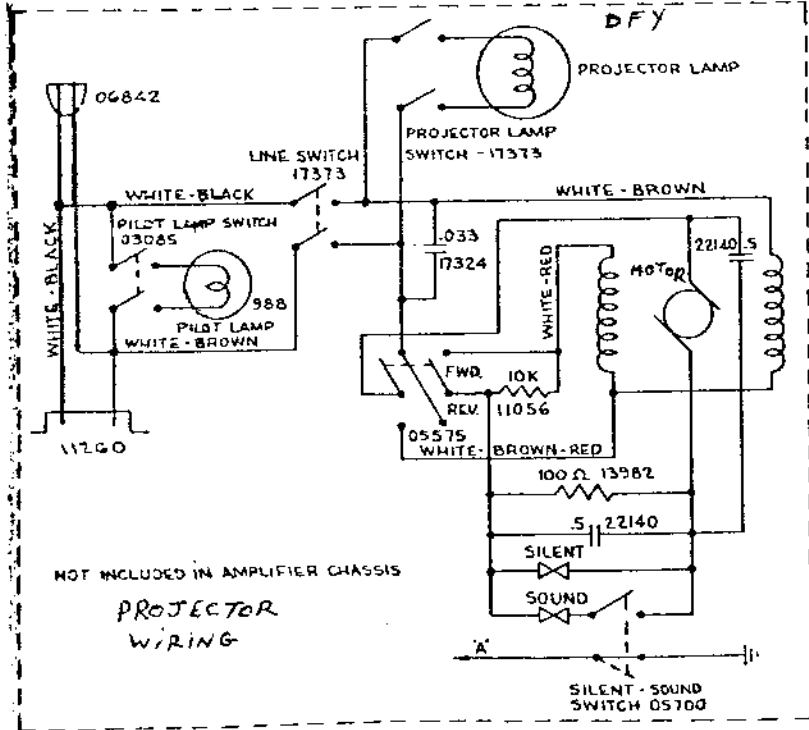 DFY
06842
PROJECTOR LAMP
PROJECTOR LAMP
SWITCH - 17373
LINE SWITCH
17373
WHITE-BLACK
WHITE - BROWN
PILOT LAMP SWITCH
03085
WHITE-BLACK
.033
17324
WHITE-RED
MOTOR
22140 .5
988
PILOT LAMP
WHITE-BROWN
FWD.
10K
REV.
11056
05575
11260
WHITE-BROWN-RED
100Ω 13982
.5 22140
SILENT
NOT INCLUDED IN AMPLIFIER CHASSIS
SOUND
PROJECTOR
WIRING
"A"
SILENT-SOUND
SWITCH 05700